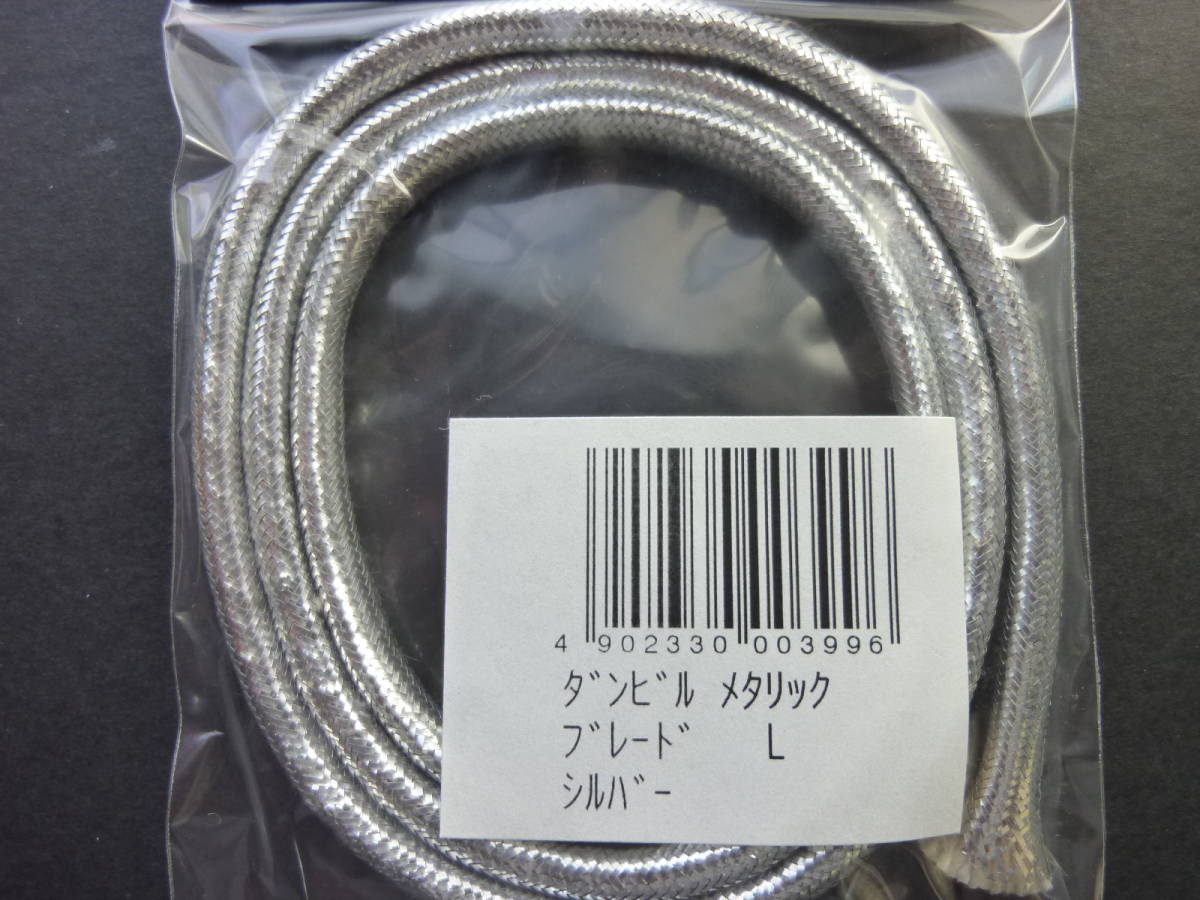 4 902330 003996
ﾀﾞﾝﾋﾞﾙ ﾒﾀﾘｯｸ
ﾌﾞﾚｰﾄﾞ L
ｼﾙﾊﾞｰ